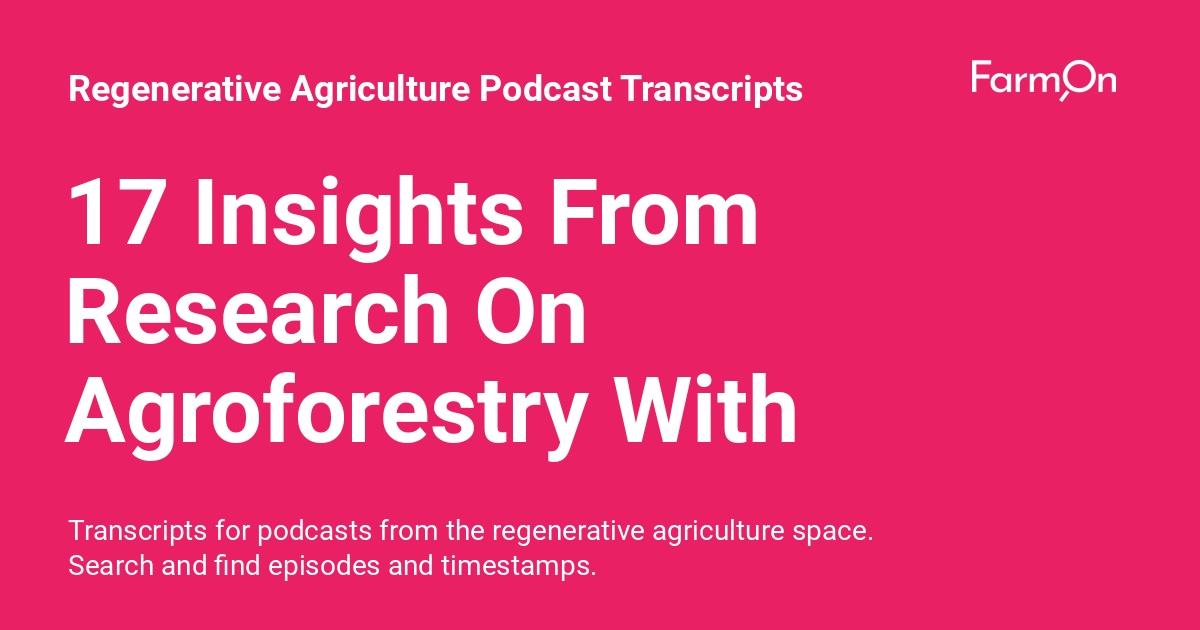 Regenerative Agriculture Podcast Transcripts
FarmOn
17 Insights From
Research On
Agroforestry With
Transcripts for podcasts from the regenerative agriculture space.
Search and find episodes and timestamps.